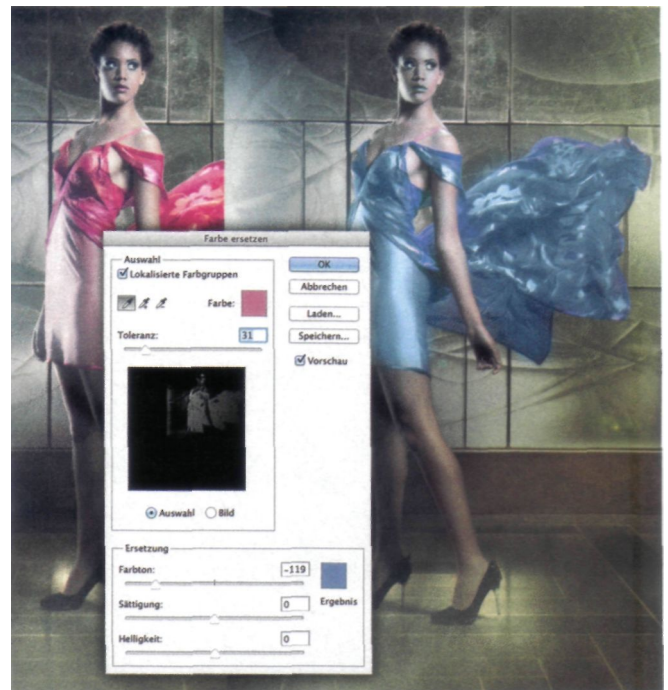 Farbe ersetzen
Auswahl
Lokalisierte Farbgruppen
Farbe:
Toleranz:
31
Auswahl
Bild
OK
Abbrechen
Laden...
Speichern...
Vorschau
Ersetzung
Farbton:
-119
Sättigung:
0
Ergebnis
Helligkeit:
0